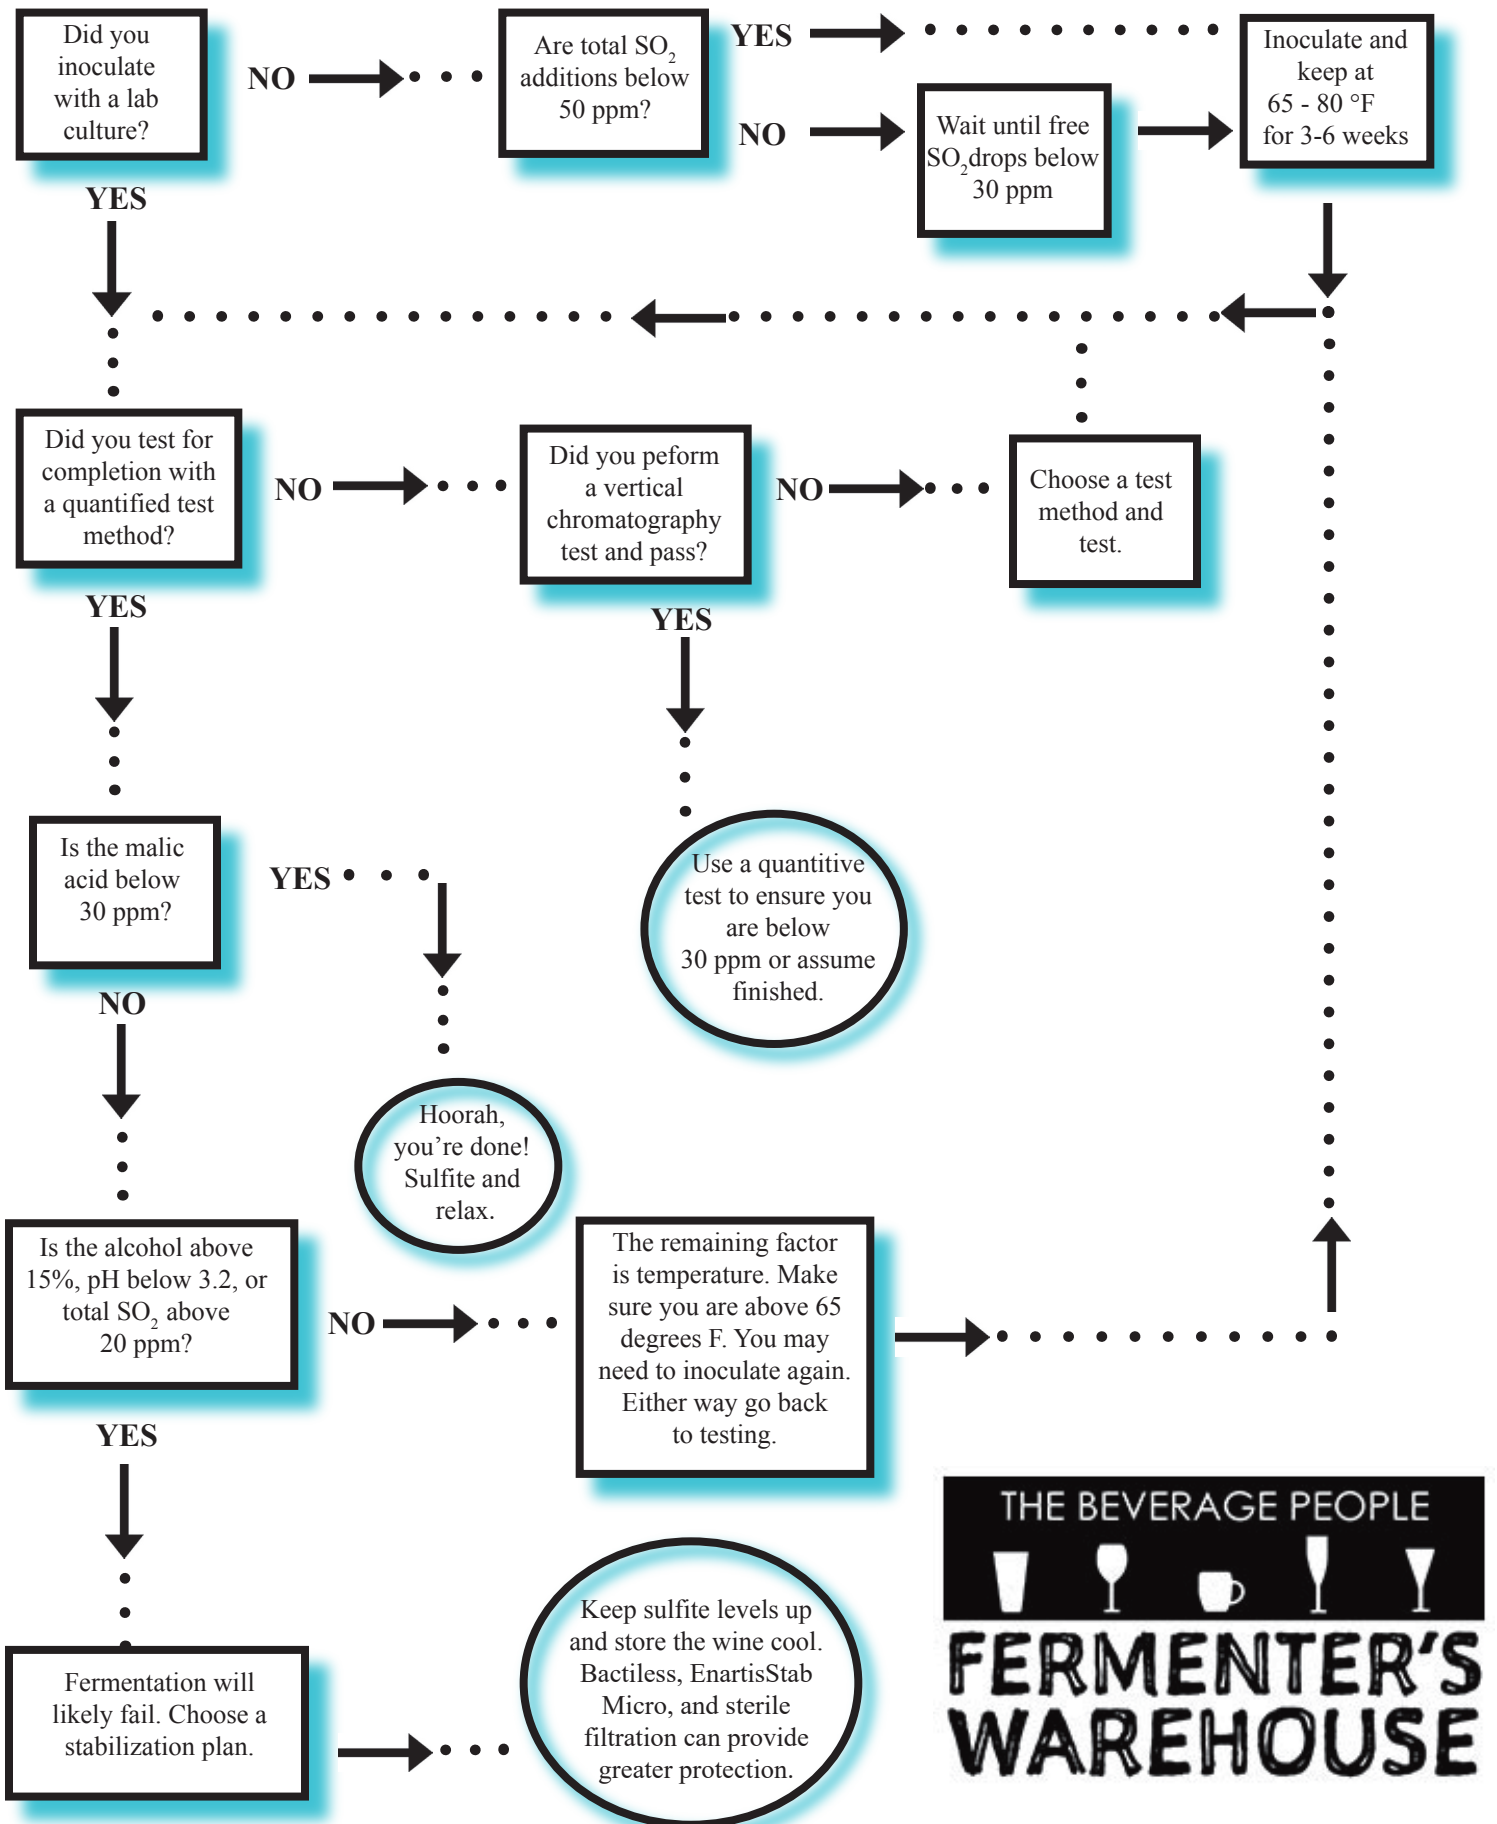 Did you
inoculate
with a lab
culture?
NO
Are total SO₂
additions below
50 ppm?
YES
NO
Wait until free
SO₂drops below
30 ppm
Inoculate and
keep at
65 - 80 °F
for 3-6 weeks
YES
Did you test for
completion with
a quantified test
method?
NO
Did you peform
a vertical
chromatography
test and pass?
NO
Choose a test
method and
test.
YES
YES
Is the malic
acid below
30 ppm?
YES
Use a quantitive
test to ensure you
are below
30 ppm or assume
finished.
NO
Hoorah,
you’re done!
Sulfite and
relax.
Is the alcohol above
15%, pH below 3.2, or
total SO₂ above
20 ppm?
NO
The remaining factor
is temperature. Make
sure you are above 65
degrees F. You may
need to inoculate again.
Either way go back
to testing.
YES
Fermentation will
likely fail. Choose a
stabilization plan.
Keep sulfite levels up
and store the wine cool.
Bactiless, EnartisStab
Micro, and sterile
filtration can provide
greater protection.
THE BEVERAGE PEOPLE
FERMENTER'S
WAREHOUSE